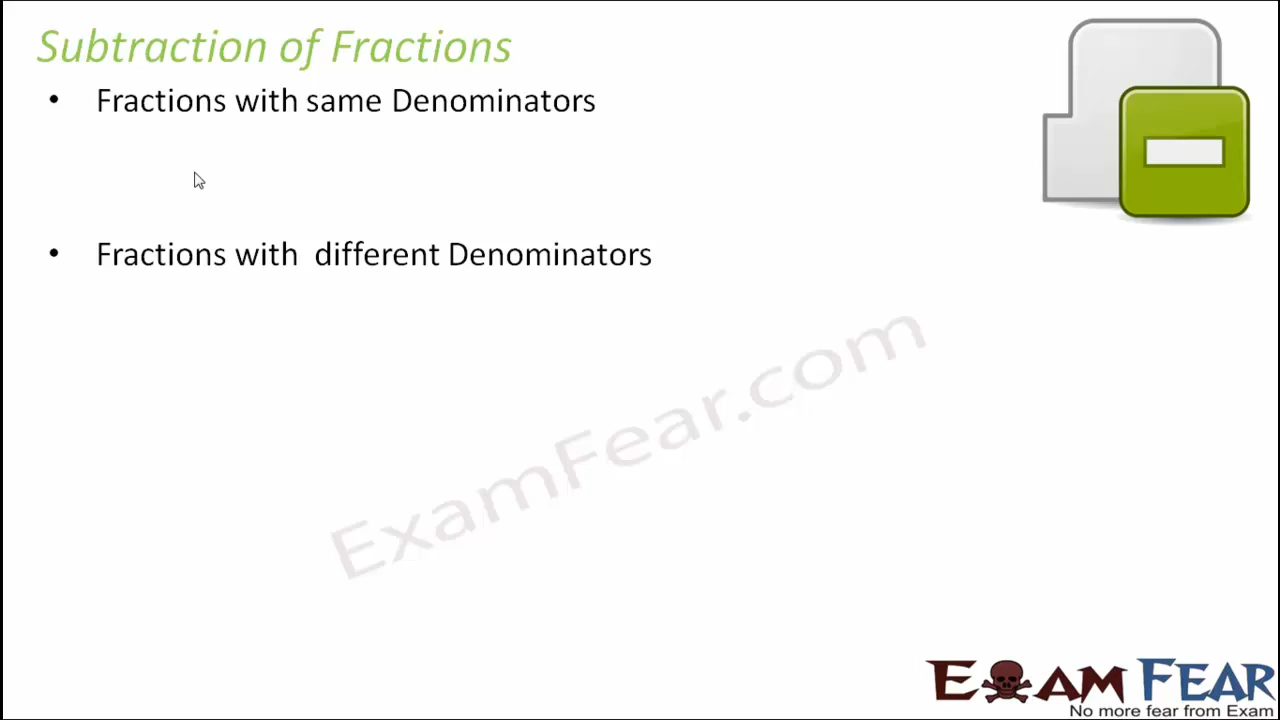 Subtraction of Fractions
• Fractions with same Denominators
• Fractions with different Denominators
ExamFear.com
EXAM FEAR
No more fear from Exam